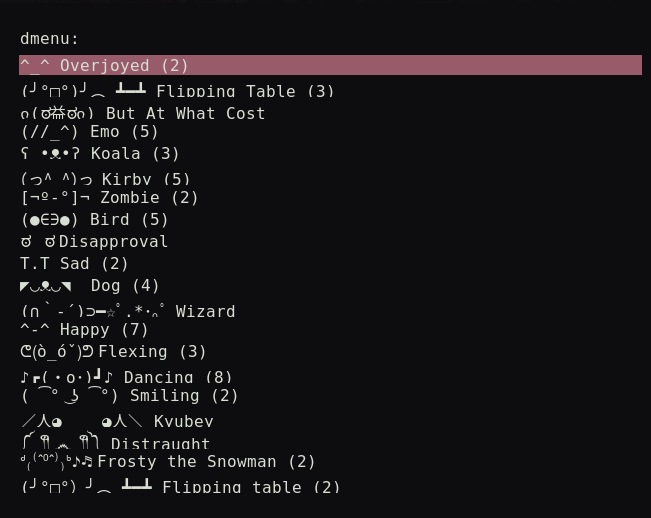 dmenu:
^_^ Overjoyed (2)
(╯°□°)╯︵ ┻━┻ Flipping Table (3)
ก(ಠ益ಠก) But At What Cost
(//_^) Emo (5)
ʕ •ᴥ•ʔ Koala (3)
(っ^_^)っ Kirby (5)
[¬º-°]¬ Zombie (2)
(●∈∋●) Bird (5)
ಠ_ಠ Disapproval
T.T Sad (2)
◤◡ᴥ◡◥ Dog (4)
(∩｀-´)⊃━☆ﾟ.*･｡ﾟ Wizard
^-^ Happy (7)
ᕦ(ò_óˇ)ᕤ Flexing (3)
♪┏(・o･)┛♪ Dancing (8)
( ͡° ͜ʖ ͡°) Smiling (2)
／人◕ ‿‿ ◕人＼ Kyubey
༼ ༎ຶ ෴ ༎ຶ༽ Distraught
ᵈ₍₍⁽^ᴼ^⁾₎₎ᵇ♪♬ Frosty the Snowman (2)
(╯°□°) ╯︵ ┻━┻ Flipping table (2)